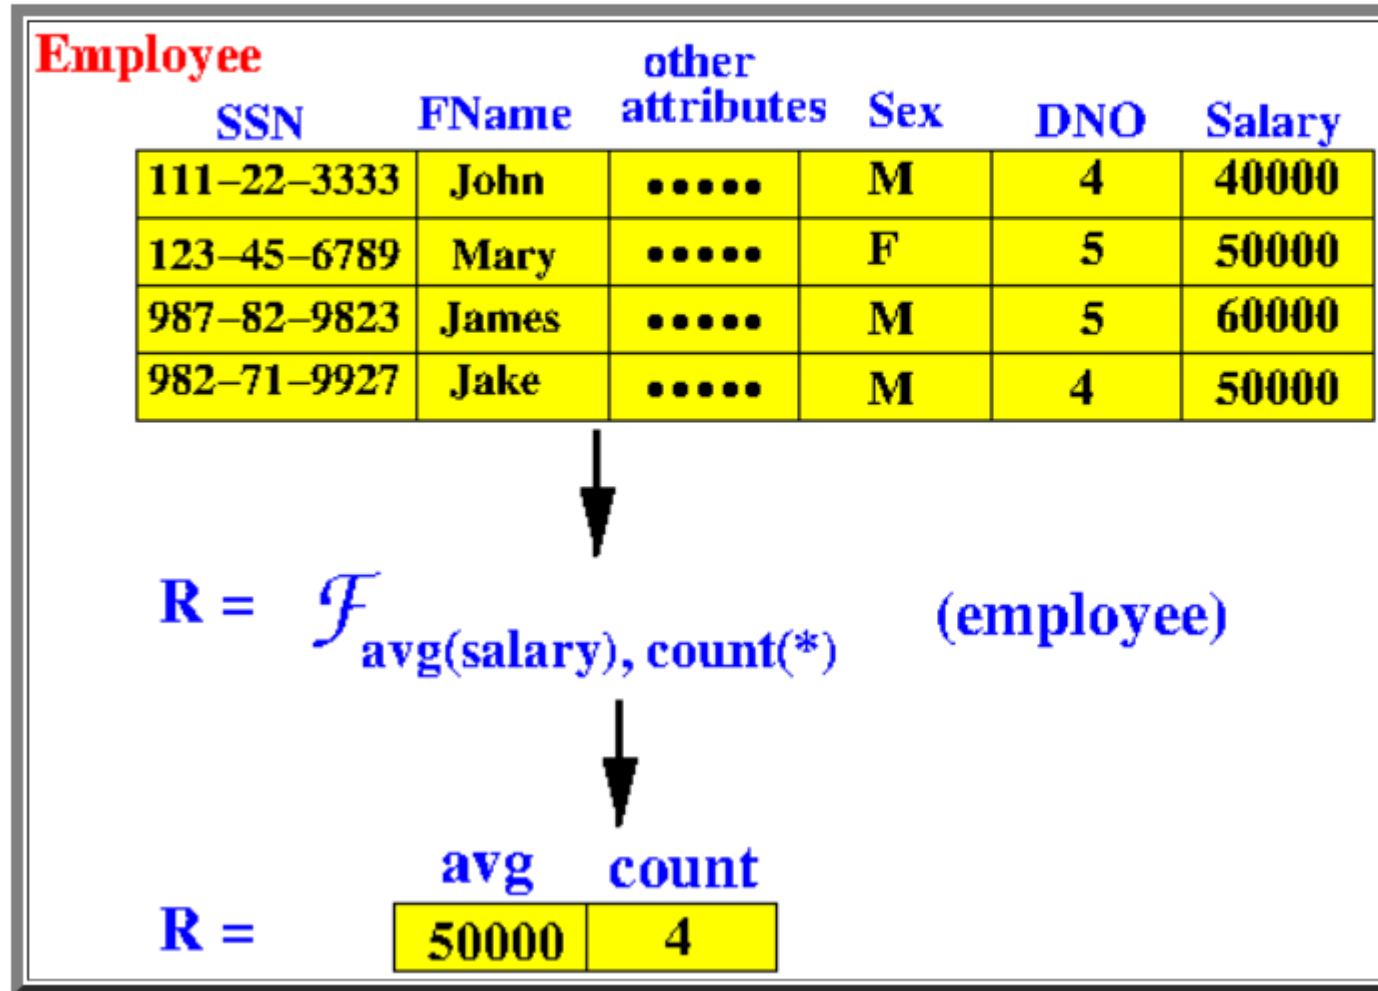 Employee
SSN FName other attributes Sex DNO Salary
111–22–3333 John ••••• M 4 40000
123–45–6789 Mary ••••• F 5 50000
987–82–9823 James ••••• M 5 60000
982–71–9927 Jake ••••• M 4 50000
R = ℱ avg(salary), count(*) (employee)
avg count
R = 50000 4